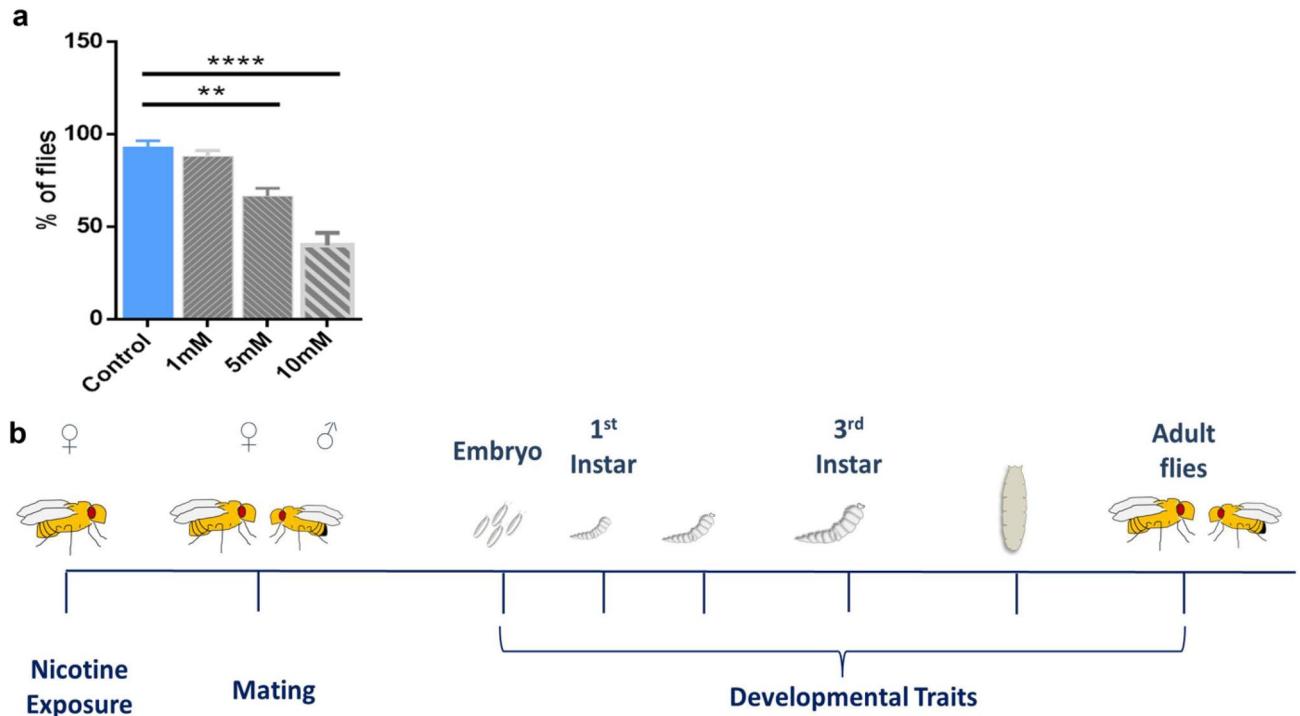 a
150
100
50
0
% of flies
****
**
Control
1mM
5mM
10mM
b
♀
♀
♂
Embryo
1st
Instar
3rd
Instar
Adult
flies
Nicotine
Exposure
Mating
Developmental Traits